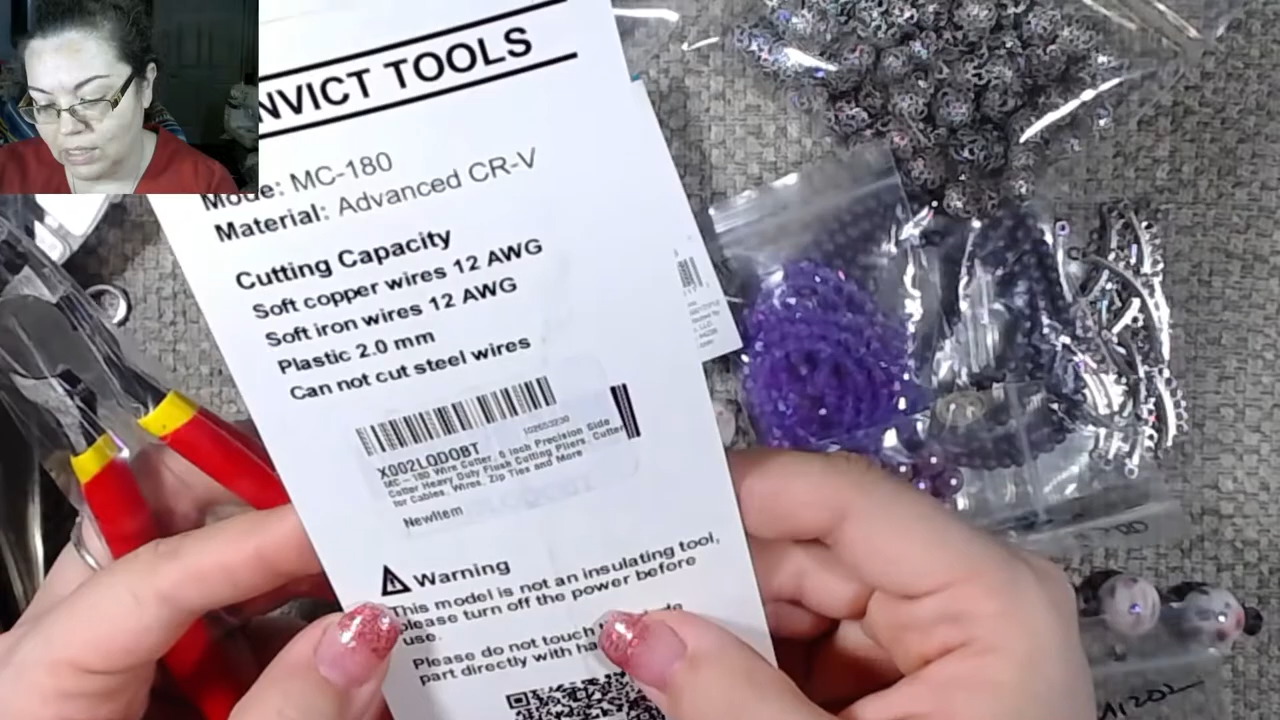 NVICT TOOLS
Mode: MC-180
Material: Advanced CR-V
Cutting Capacity
Soft copper wires 12 AWG
Soft iron wires 12 AWG
Plastic 2.0 mm
Can not cut steel wires
102653230
X002LQDOBT
MC-180 Wire Cutter, 6 inch Precision Side
Cutter Heavy Duty Flush Cutting Pliers, Cutter
for Cables, Wires, Zip Ties and More
NewItem
Warning
This model is not an insulating tool,
please turn off the power before
use.
Please do not touch
part directly with